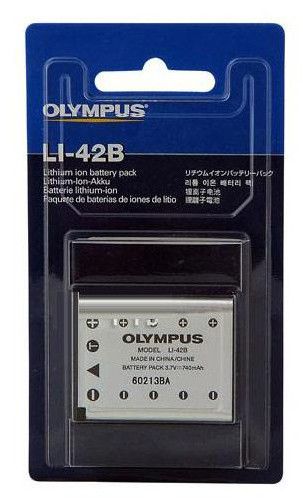 OLYMPUS
LI-42B
Lithium ion battery pack
リチウムイオンバッテリーパック
Lithium-Ion-Akku
리튬 이온 배터리 팩
Batterie lithium-ion
锂离子电池
Paquete de baterías de iones de litio
鋰離子電池
OLYMPUS
MODEL LI-42B
MADE IN CHINA/CHINE
BATTERY PACK 3.7V⎓740mAh
60213BA